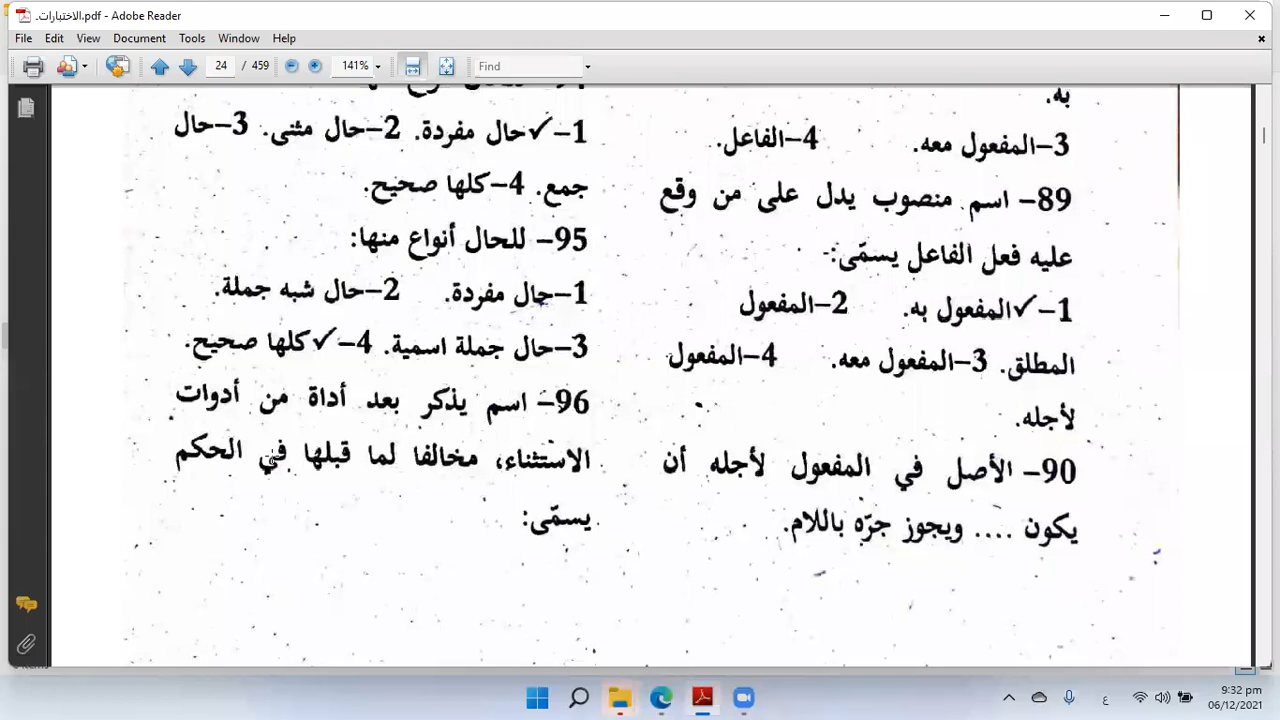 الاختبارات.pdf - Adobe Reader
File Edit View Document Tools Window Help
24 / 459 141% Find
به.
3-المفعول معه. 4-الفاعل.
89- اسم منصوب يدل على من وقع
عليه فعل الفاعل يسمّى:
1-✓المفعول به. 2-المفعول
المطلق. 3-المفعول معه. 4-المفعول
لأجله.
90- الأصل في المفعول لأجله أن
يكون .... ويجوز جرّه باللام.
1-✓حال مفردة. 2-حال مثنى. 3-حال
جمع. 4-كلها صحيح.
95- للحال أنواع منها:
1-حال مفردة. 2-حال شبه جملة.
3-حال جملة اسمية. 4-✓كلها صحيح.
96- اسم يذكر بعد أداة من أدوات
الاستثناء، مخالفا لما قبلها في الحكم
يسمّى:
ع 9:32 pm
06/12/2021